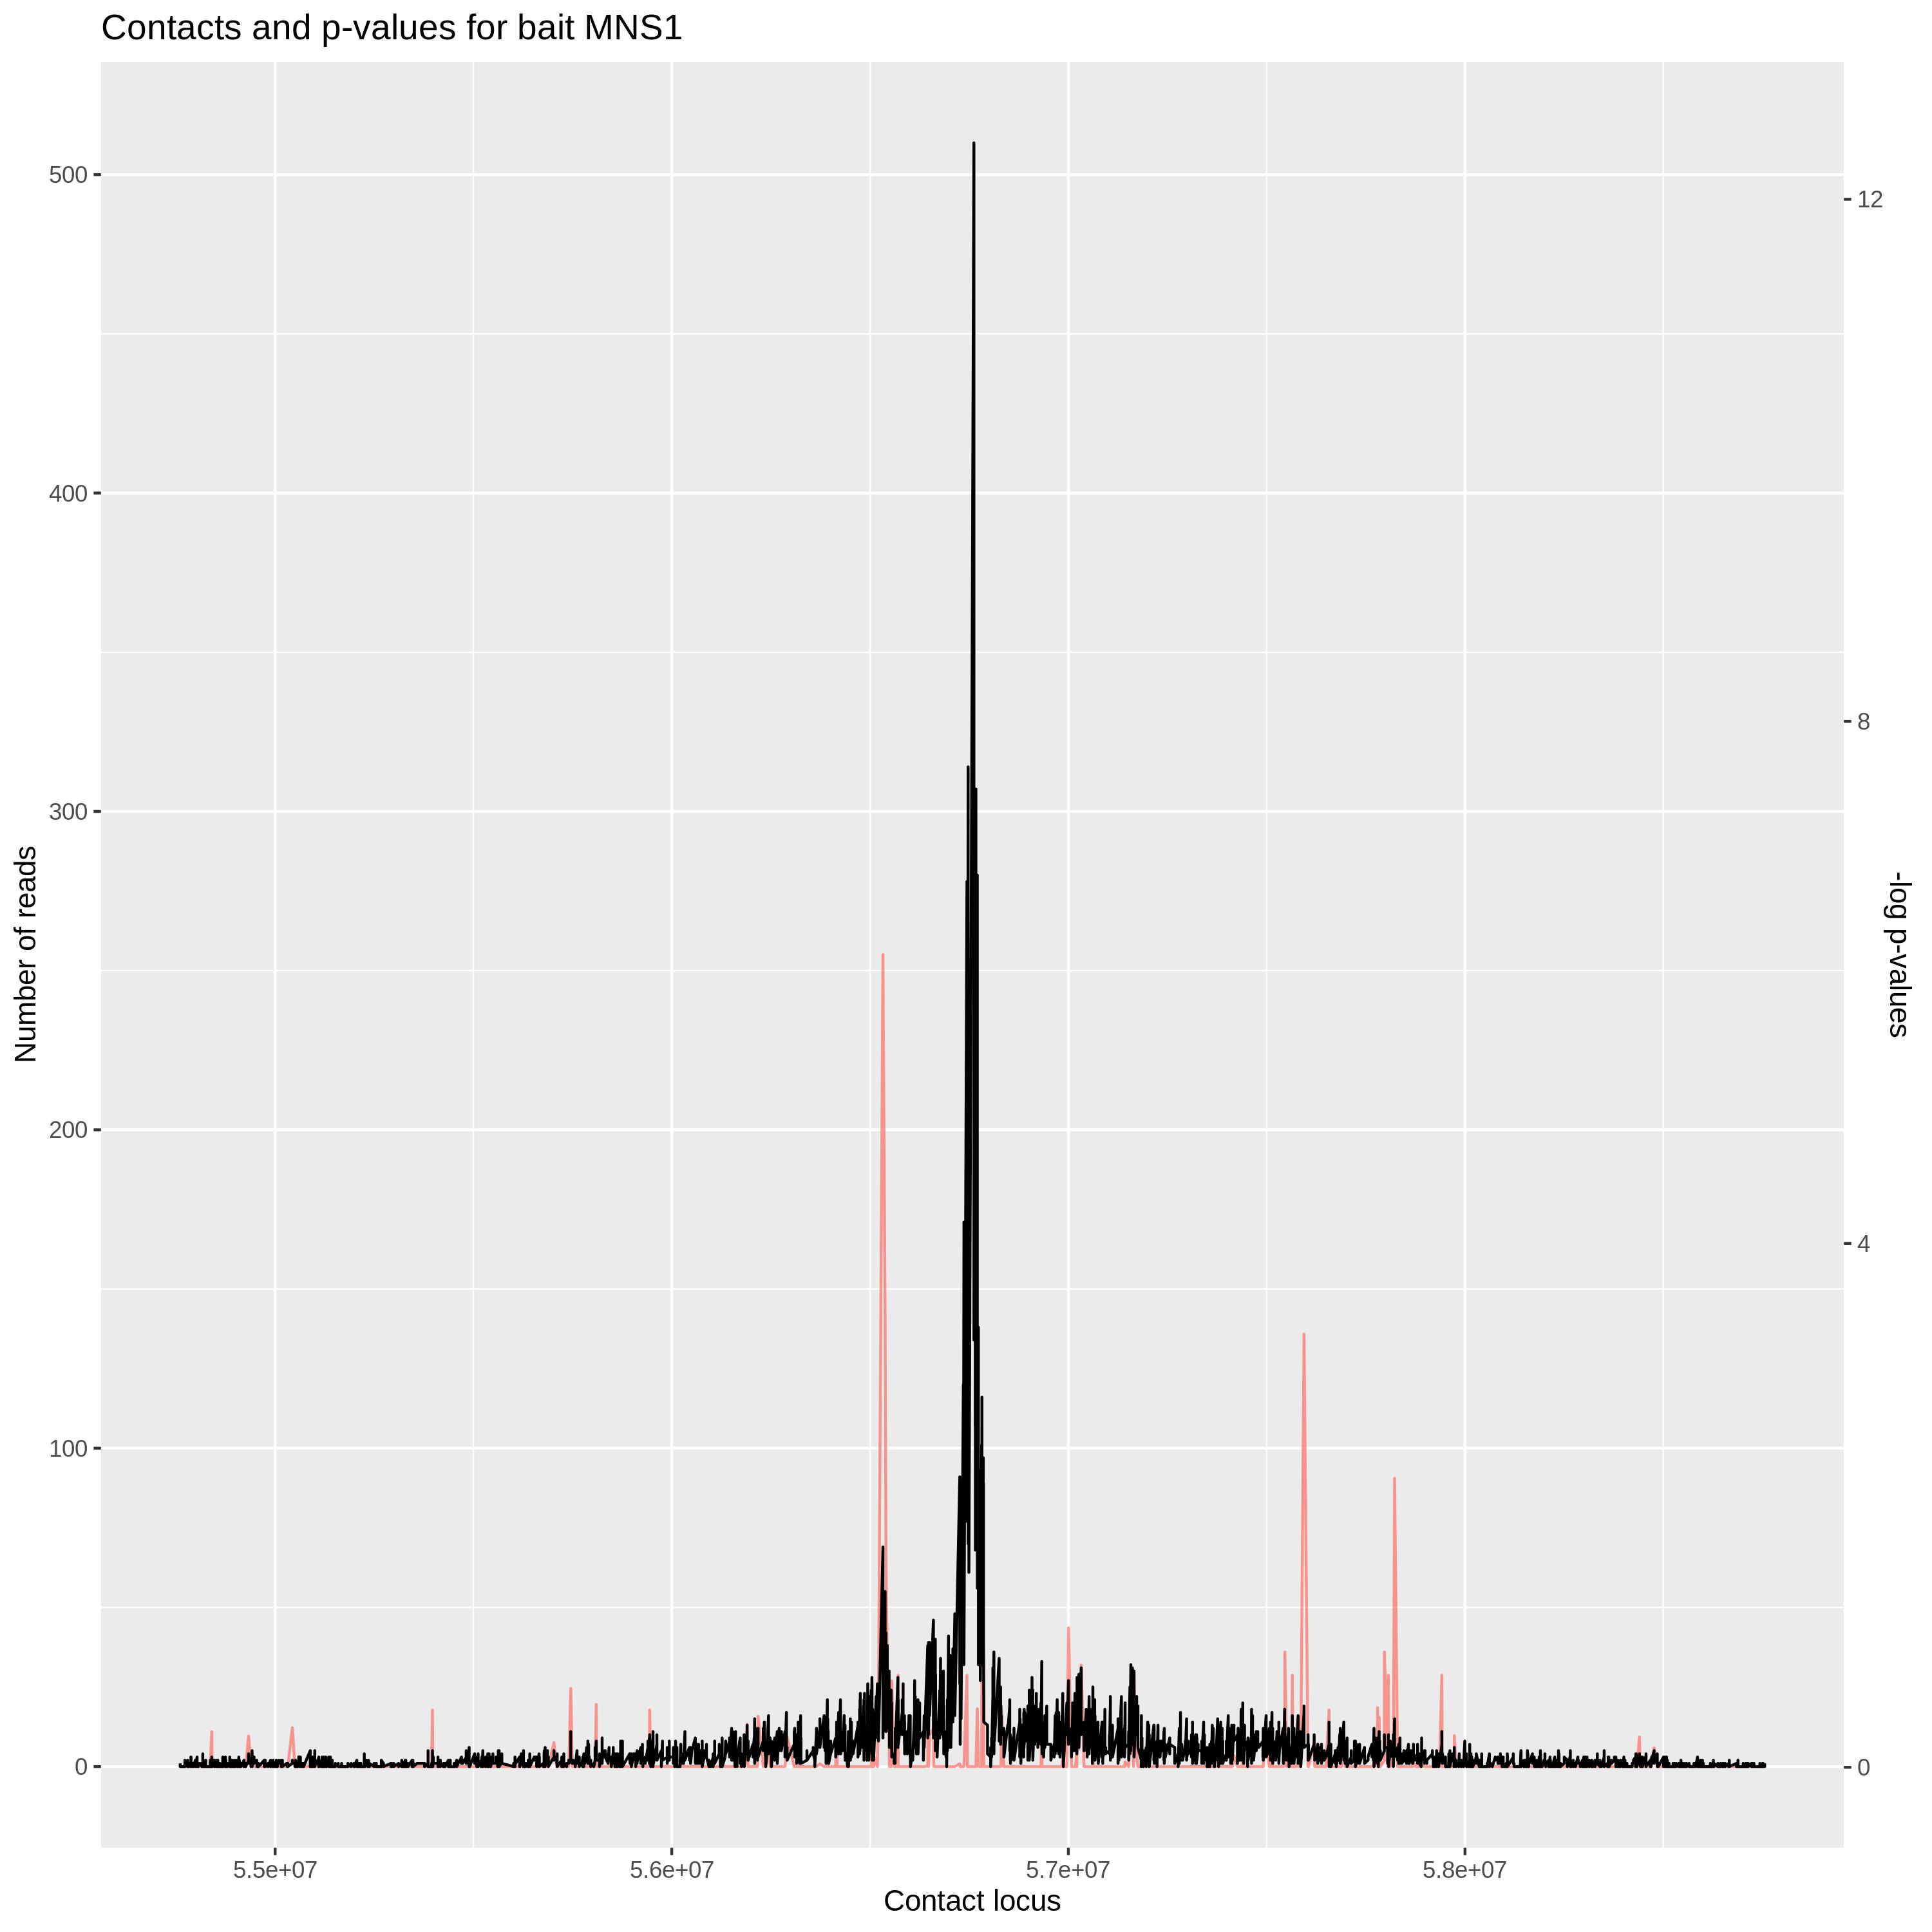 Contacts and p-values for bait MNS1
500
400
300
200
100
0
12
8
4
0
Number of reads
-log p-values
5.5e+07
5.6e+07
5.7e+07
5.8e+07
Contact locus